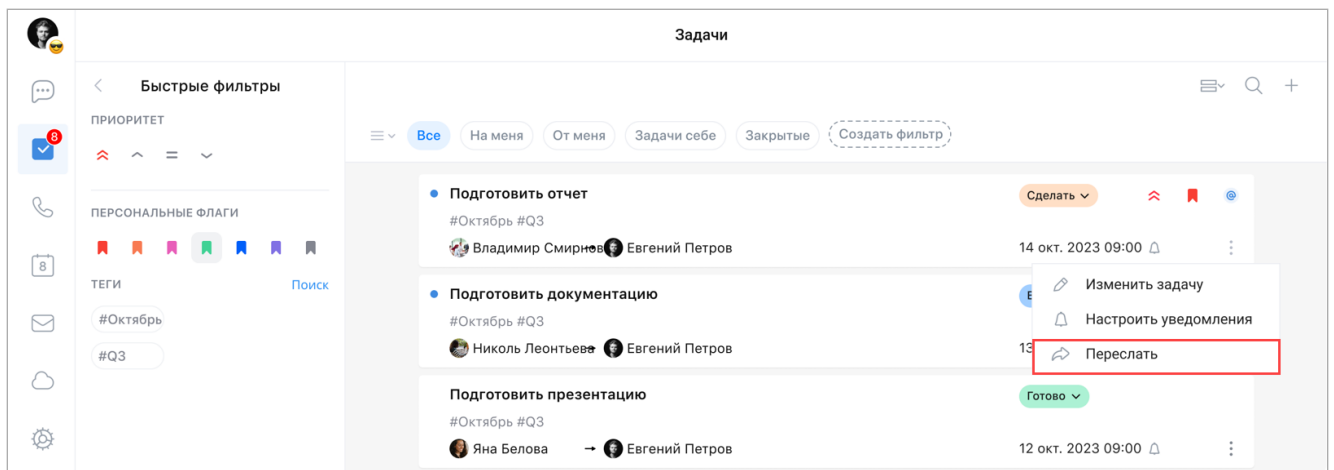 Задачи
Быстрые фильтры
ПРИОРИТЕТ
8
Все На меня От меня Задачи себе Закрытые Создать фильтр
Подготовить отчет Сделать
ПЕРСОНАЛЬНЫЕ ФЛАГИ
#Октябрь #Q3
Владимир Смирнов Евгений Петров 14 окт. 2023 09:00
8
ТЕГИ Поиск
Изменить задачу
Подготовить документацию
#Октябрь
#Октябрь #Q3
Настроить уведомления
Николь Леонтьева Евгений Петров 13
Переслать
#Q3
Подготовить презентацию Готово
#Октябрь #Q3
Яна Белова → Евгений Петров 12 окт. 2023 09:00